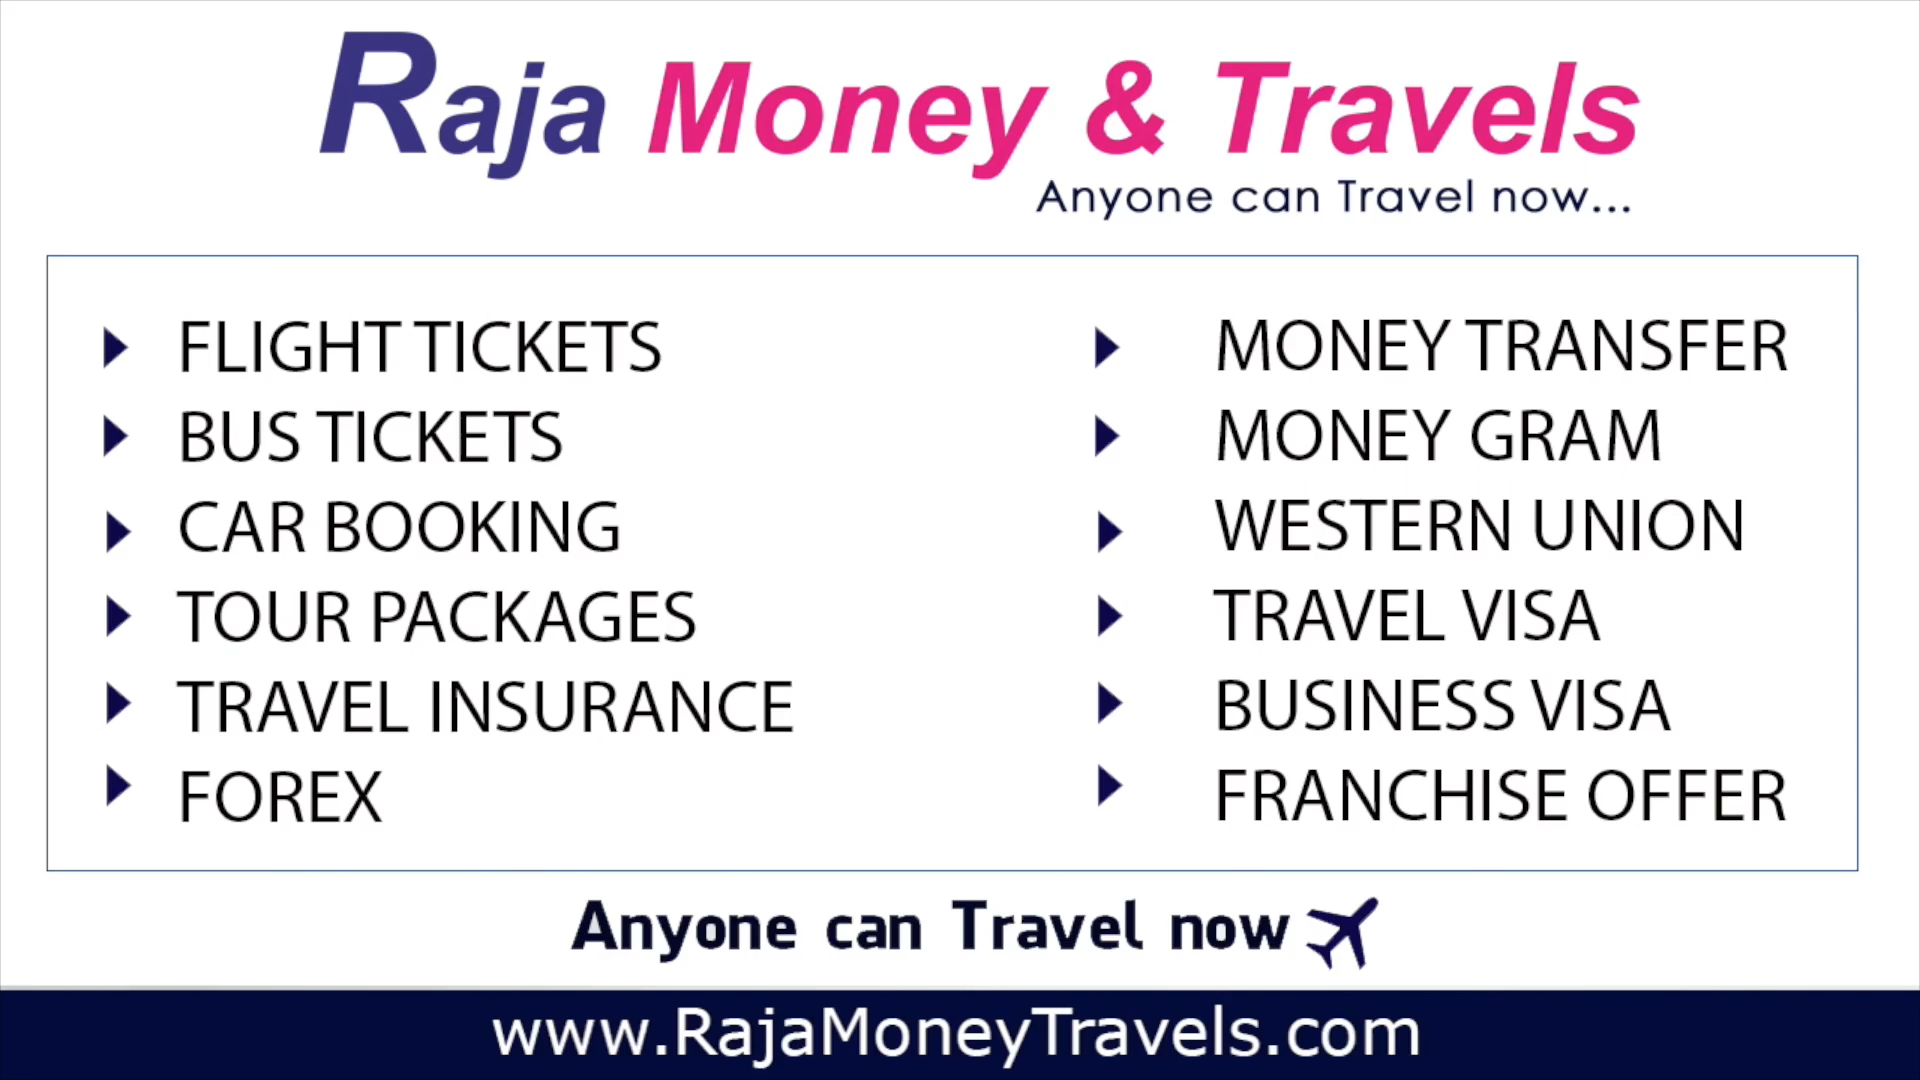 Raja Money & Travels
Anyone can Travel now...
FLIGHT TICKETS
BUS TICKETS
CAR BOOKING
TOUR PACKAGES
TRAVEL INSURANCE
FOREX
MONEY TRANSFER
MONEY GRAM
WESTERN UNION
TRAVEL VISA
BUSINESS VISA
FRANCHISE OFFER
Anyone can Travel now
www.RajaMoneyTravels.com